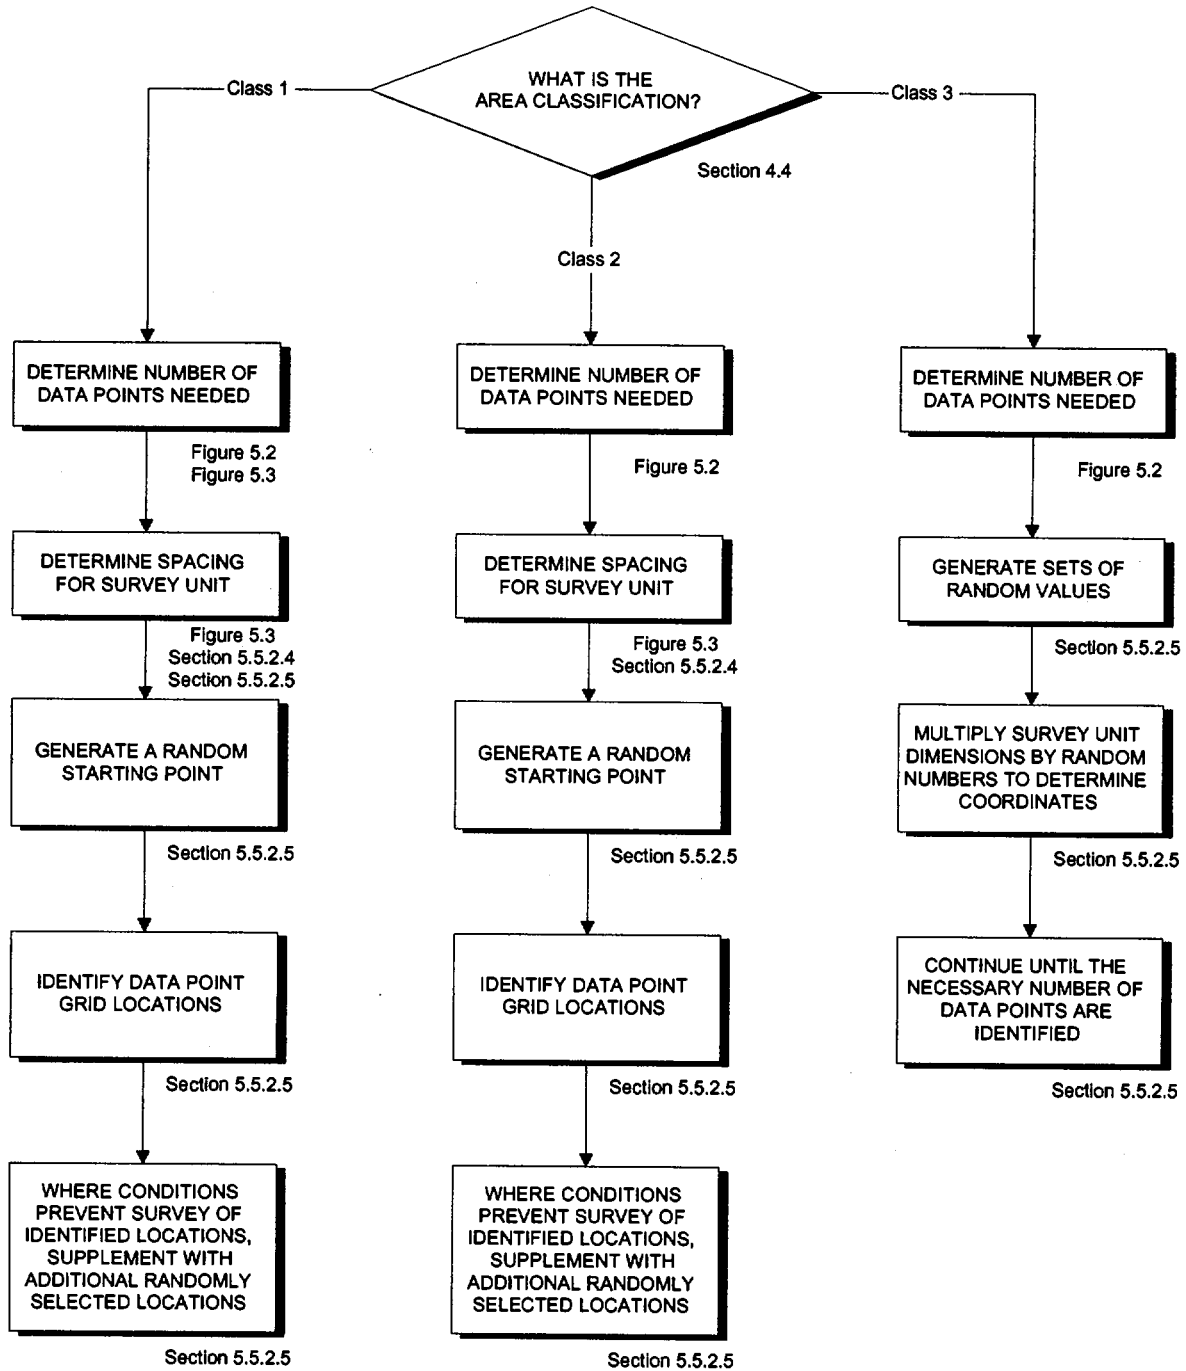 WHAT IS THE
AREA CLASSIFICATION?
Section 4.4
Class 1
Class 2
Class 3
DETERMINE NUMBER OF
DATA POINTS NEEDED
Figure 5.2
Figure 5.3
DETERMINE SPACING
FOR SURVEY UNIT
Figure 5.3
Section 5.5.2.4
Section 5.5.2.5
GENERATE A RANDOM
STARTING POINT
Section 5.5.2.5
IDENTIFY DATA POINT
GRID LOCATIONS
Section 5.5.2.5
WHERE CONDITIONS
PREVENT SURVEY OF
IDENTIFIED LOCATIONS,
SUPPLEMENT WITH
ADDITIONAL RANDOMLY
SELECTED LOCATIONS
Section 5.5.2.5
DETERMINE NUMBER OF
DATA POINTS NEEDED
Figure 5.2
DETERMINE SPACING
FOR SURVEY UNIT
Figure 5.3
Section 5.5.2.4
GENERATE A RANDOM
STARTING POINT
Section 5.5.2.5
IDENTIFY DATA POINT
GRID LOCATIONS
Section 5.5.2.5
WHERE CONDITIONS
PREVENT SURVEY OF
IDENTIFIED LOCATIONS,
SUPPLEMENT WITH
ADDITIONAL RANDOMLY
SELECTED LOCATIONS
Section 5.5.2.5
DETERMINE NUMBER OF
DATA POINTS NEEDED
Figure 5.2
GENERATE SETS OF
RANDOM VALUES
Section 5.5.2.5
MULTIPLY SURVEY UNIT
DIMENSIONS BY RANDOM
NUMBERS TO DETERMINE
COORDINATES
Section 5.5.2.5
CONTINUE UNTIL THE
NECESSARY NUMBER OF
DATA POINTS ARE
IDENTIFIED
Section 5.5.2.5